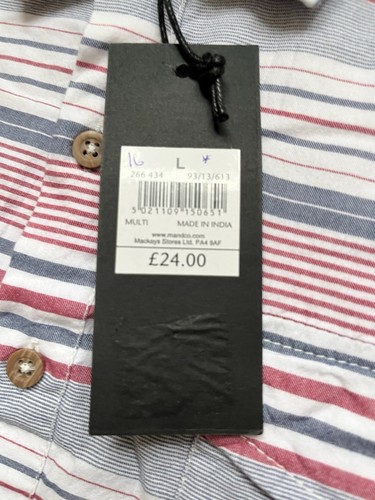 16 L *
266 434 93/13/613
5 021109 150651
MULTI MADE IN INDIA
www.mandco.com
Mackays Stores Ltd. PA4 9AF
£24.00